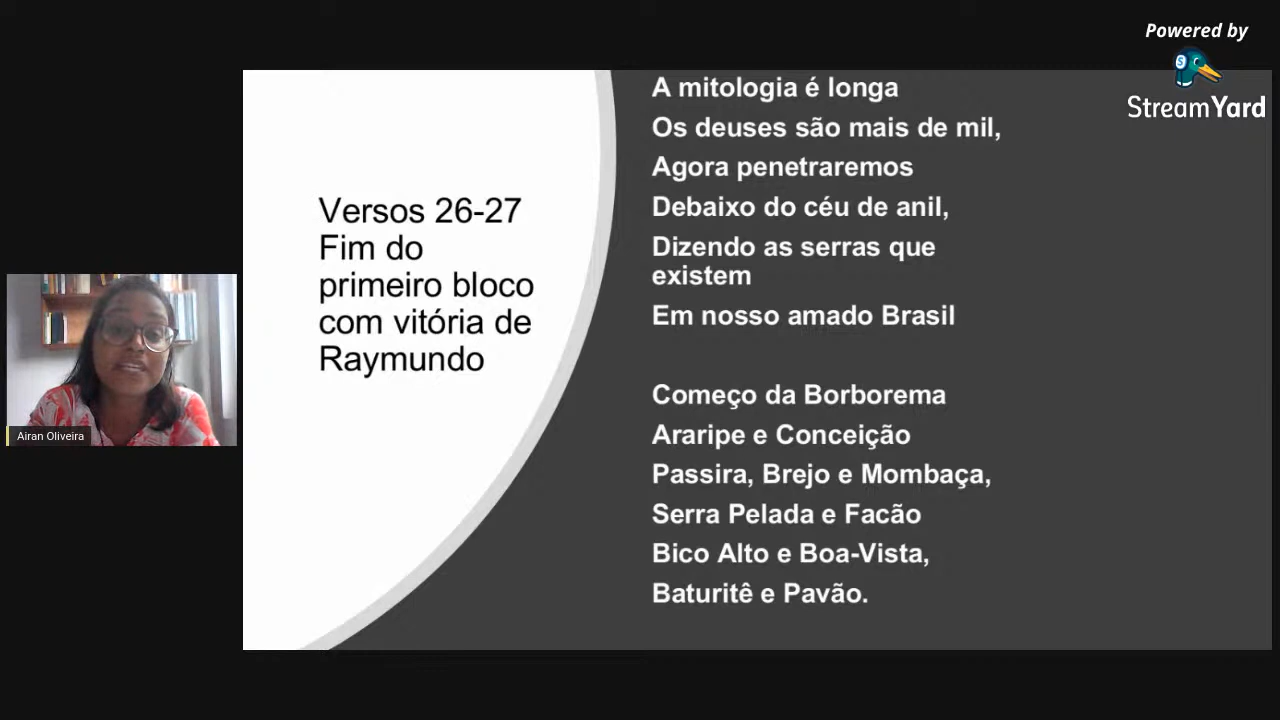 Powered by
StreamYard
Versos 26-27
Fim do
primeiro bloco
com vitória de
Raymundo
A mitologia é longa
Os deuses são mais de mil,
Agora penetraremos
Debaixo do céu de anil,
Dizendo as serras que
existem
Em nosso amado Brasil
Começo da Borborema
Araripe e Conceição
Passira, Brejo e Mombaça,
Serra Pelada e Facão
Bico Alto e Boa-Vista,
Baturitê e Pavão.
Airan Oliveira